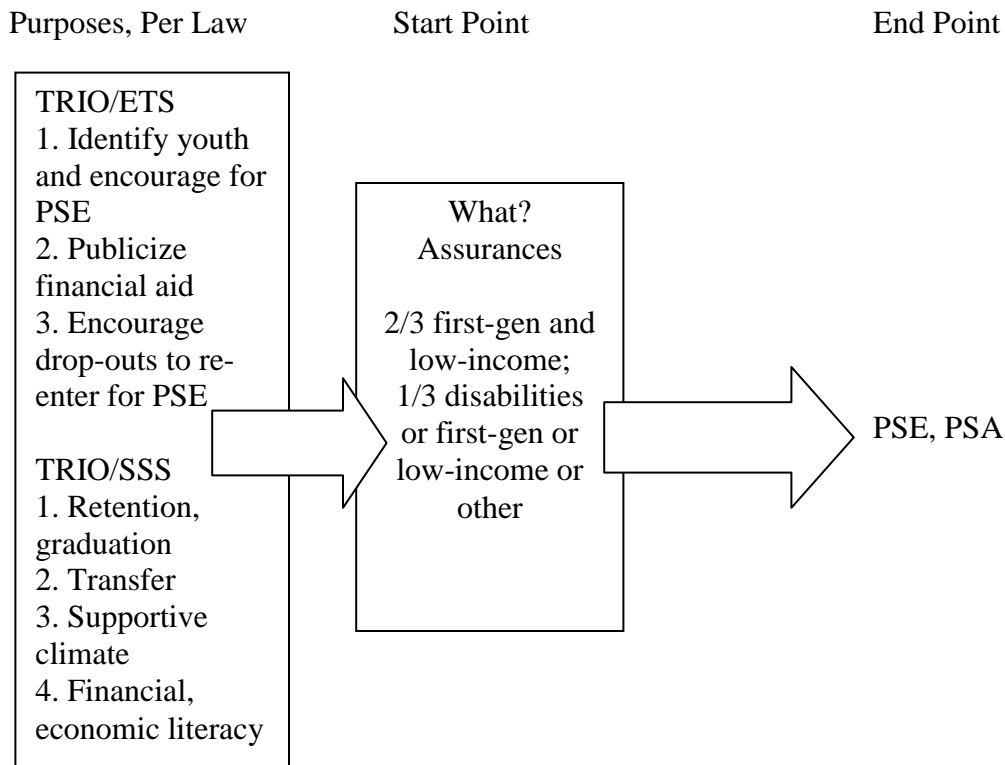 Purposes, Per Law
Start Point
End Point
TRIO/ETS
1. Identify youth
and encourage for
PSE
2. Publicize
financial aid
3. Encourage
drop-outs to re-
enter for PSE
TRIO/SSS
1. Retention,
graduation
2. Transfer
3. Supportive
climate
4. Financial,
economic literacy
What?
Assurances
2/3 first-gen and
low-income;
1/3 disabilities
or first-gen or
low-income or
other
PSE, PSA